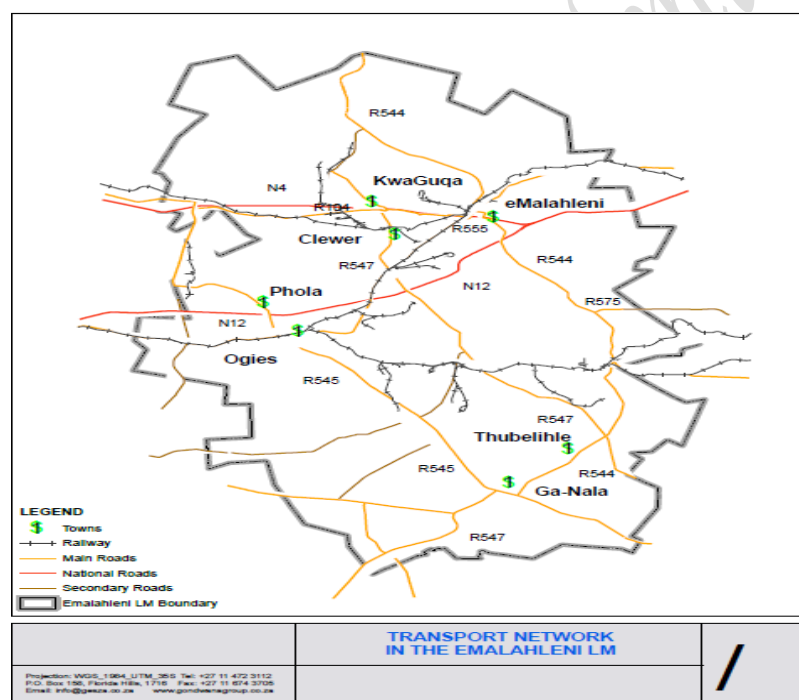 R544
KwaGuqa
N4
R104
eMalahleni
Clewer
R555
R547
R544
Phola
N12
R575
N12
Ogies
R545
R547
Thubelihle
R545
R544
Ga-Nala
R547
LEGEND
Towns
Railway
Main Roads
National Roads
Secondary Roads
Emalahleni LM Boundary
TRANSPORT NETWORK
IN THE EMALAHLENI LM
Projection: WGS_1984_UTM_35S Tel: +27 11 472 3112
P.O. Box 158, Florida Hills, 1716 Fax: +27 11 674 3705
Email: info@gesza.co.za www.gondwanagroup.co.za